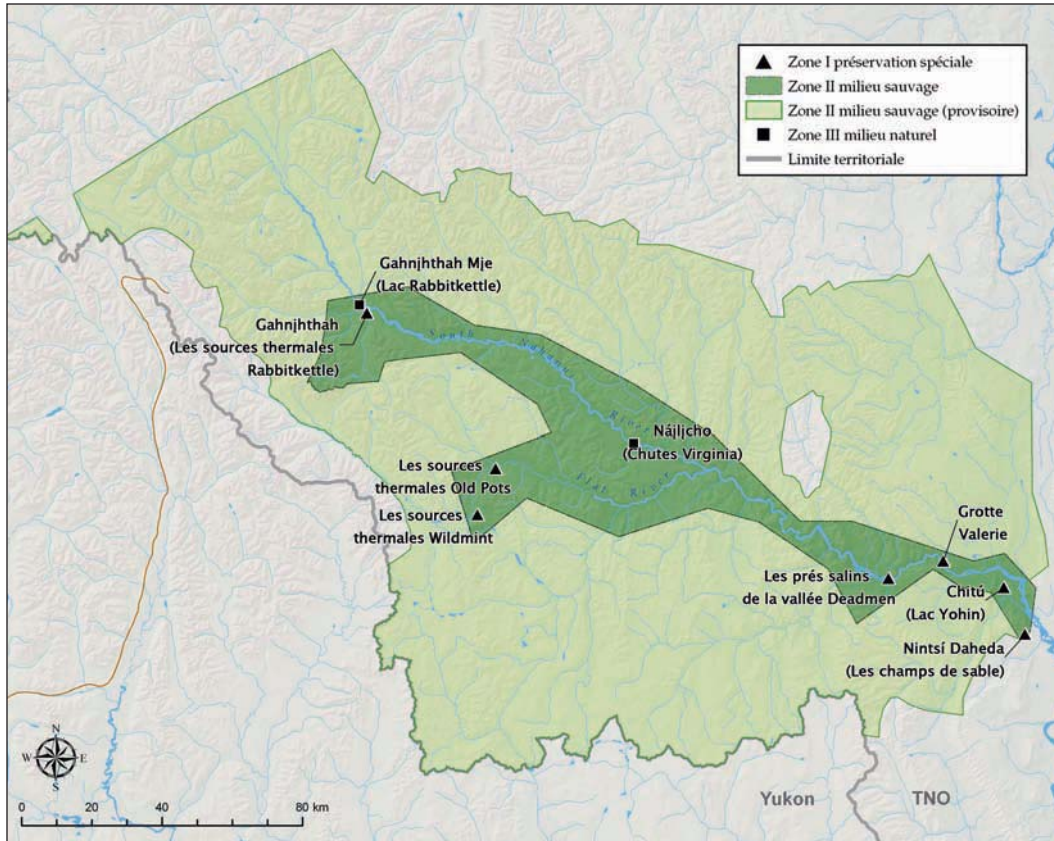 Zone I préservation spéciale
Zone II milieu sauvage
Zone II milieu sauvage (provisoire)
Zone III milieu naturel
Limite territoriale
Gahnįhthah Mįe
(Lac Rabbitkettle)
Gahnįhthah
(Les sources thermales
Rabbitkettle)
South Nahanni River
Náįlįcho
(Chutes Virginia)
Flat River
Les sources
thermales Old Pots
Les sources
thermales Wildmint
Grotte
Valerie
Les prés salins
de la vallée Deadmen
Chitú
(Lac Yohin)
Nintsí Daheda
(Les champs de sable)
N
W E
S
0 20 40 80 km
Yukon TNO